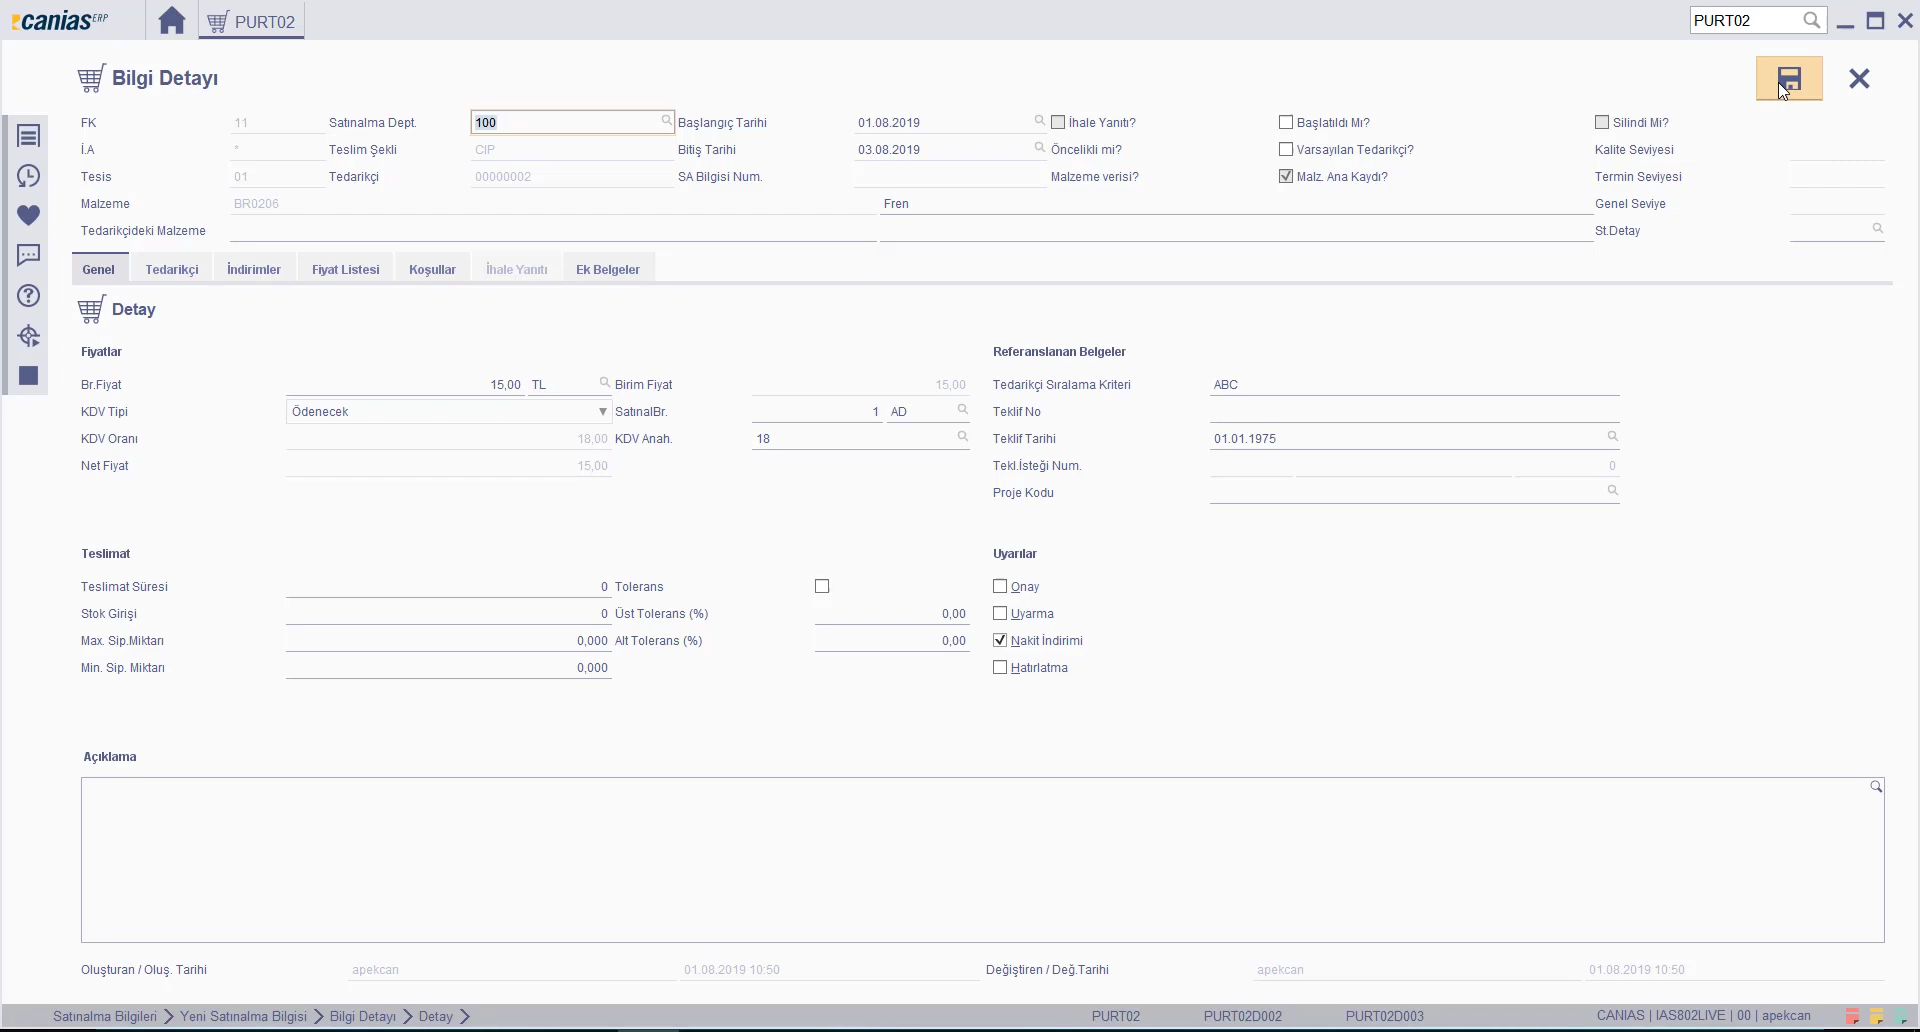 canias ERP PURT02 PURT02
Bilgi Detayı
FK 11 Satınalma Dept. 100 Başlangıç Tarihi 01.08.2019 İhale Yanıtı? Başlatıldı Mı? Silindi Mi?
İ.A * Teslim Şekli CIP Bitiş Tarihi 03.08.2019 Öncelikli mi? Varsayılan Tedarikçi? Kalite Seviyesi
Tesis 01 Tedarikçi 00000002 SA Bilgisi Num. Malzeme verisi? Malz. Ana Kaydı? Termin Seviyesi
Malzeme BR0206 Fren Genel Seviye
Tedarikçideki Malzeme St.Detay
Genel Tedarikçi İndirimler Fiyat Listesi Koşullar İhale Yanıtı Ek Belgeler
Detay
Fiyatlar Referanslanan Belgeler
Br.Fiyat 15,00 TL Birim Fiyat 15,00 Tedarikçi Sıralama Kriteri ABC
KDV Tipi Ödenecek SatınalBr. 1 AD Teklif No
KDV Oranı 18,00 KDV Anah. 18 Teklif Tarihi 01.01.1975
Net Fiyat 15,00 Tekl.İsteği Num. 0
Proje Kodu
Teslimat Uyarılar
Teslimat Süresi 0 Tolerans Onay
Stok Girişi 0 Üst Tolerans (%) 0,00 Uyarma
Max. Sip.Miktarı 0,000 Alt Tolerans (%) 0,00 Nakit İndirimi
Min. Sip. Miktarı 0,000 Hatırlatma
Açıklama
Oluşturan / Oluş. Tarihi apekcan 01.08.2019 10:50 Değiştiren / Değ.Tarihi apekcan 01.08.2019 10:50
Satınalma Bilgileri Yeni Satınalma Bilgisi Bilgi Detayı Detay PURT02 PURT02D002 PURT02D003 CANIAS | IAS802LIVE | 00 | apekcan